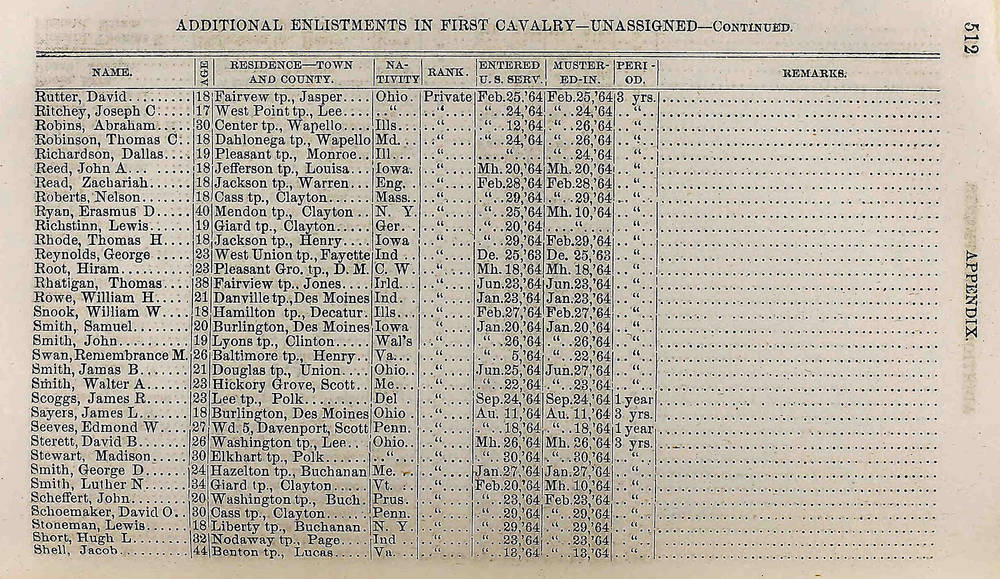 ADDITIONAL ENLISTMENTS IN FIRST CAVALRY—UNASSIGNED—CONTINUED.
512
APPENDIX.
NAME. AGE RESIDENCE—TOWN AND COUNTY. NATIVITY RANK. ENTERED U. S. SERV. MUSTERED-IN. PERIOD. REMARKS.
Rutter, David 18 Fairvew tp., Jasper Ohio Private Feb.25,'64 Feb.25,'64 3 yrs.
Ritchey, Joseph C 17 West Point tp., Lee " " " 24,'64 " 24,'64 "
Robins, Abraham 30 Center tp., Wapello Ills " " 12,'64 " 26,'64 "
Robinson, Thomas C 18 Dahlonega tp., Wapello Md. " " 24,'64 " 26,'64 "
Richardson, Dallas 19 Pleasant tp., Monroe Ill " " " 24,'64 "
Reed, John A 18 Jefferson tp., Louisa Iowa. " Mh. 20,'64 Mh. 20,'64 "
Read, Zachariah 18 Jackson tp., Warren Eng. " Feb.28,'64 Feb.28,'64 "
Roberts, Nelson 18 Cass tp., Clayton Mass. " " 29,'64 " 29,'64 "
Ryan, Erasmus D 40 Mendon tp., Clayton N. Y " " 25,'64 Mh. 10,'64 "
Richstinn, Lewis 19 Giard tp., Clayton Ger. " " 20,'64 " " "
Rhode, Thomas H 18 Jackson tp., Henry Iowa " " 29,'64 Feb.29,'64 "
Reynolds, George 23 West Union tp., Fayette Ind " De. 25,'63 De. 25,'63 "
Root, Hiram 23 Pleasant Gro. tp., D. M. C. W " Mh. 18,'64 Mh. 18,'64 "
Rhatigan, Thomas 38 Fairview tp., Jones Irld " Jun.23,'64 Jun.23,'64 "
Rowe, William H 21 Danville tp., Des Moines Ind " Jan.23,'64 Jan.23,'64 "
Snook, William W 18 Hamilton tp., Decatur Ills " Feb.27,'64 Feb.27,'64 "
Smith, Samuel 20 Burlington, Des Moines Iowa " Jan.20,'64 Jan.20,'64 "
Smith, John 19 Lyons tp., Clinton Wal's " " 26,'64 " 26,'64 "
Swan, Remembrance M. 26 Baltimore tp., Henry Va " " 5,'64 " 22,'64 "
Smith, Jamas B 21 Douglas tp., Union Ohio " Jun.25,'64 Jun.27,'64 "
Smith, Walter A 23 Hickory Grove, Scott Me " " 22,'64 " 23,'64 "
Scoggs, James R 23 Lee tp., Polk Del " Sep.24,'64 Sep.24,'64 1 year
Sayers, James L 18 Burlington, Des Moines Ohio " Au. 11,'64 Au. 11,'64 3 yrs.
Seeves, Edmond W 27 Wd. 5, Davenport, Scott Penn. " " 18,'64 " 18,'64 1 year
Sterett, David B 26 Washington tp., Lee Ohio " Mh. 26,'64 Mh. 26,'64 3 yrs.
Stewart, Madison 30 Elkhart tp., Polk " " " 30,'64 " 30,'64 "
Smith, George D 24 Hazelton tp., Buchanan Me. " Jan.27,'64 Jan.27,'64 "
Smith, Luther N 34 Giard tp., Clayton Vt. " Feb.20,'64 Mh. 10,'64 "
Scheffert, John 20 Washington tp., Buch. Prus. " " 23,'64 Feb.23,'64 "
Schoemaker, David O. 30 Cass tp., Clayton Penn. " " 29,'64 " 29,'64 "
Stoneman, Lewis 18 Liberty tp., Buchanan N. Y " " 29,'64 " 29,'64 "
Short, Hugh L 32 Nodaway tp., Page Ind " " 23,'64 " 23,'64 "
Shell, Jacob 44 Benton tp., Lucas Va. " " 13,'64 " 13,'64 "